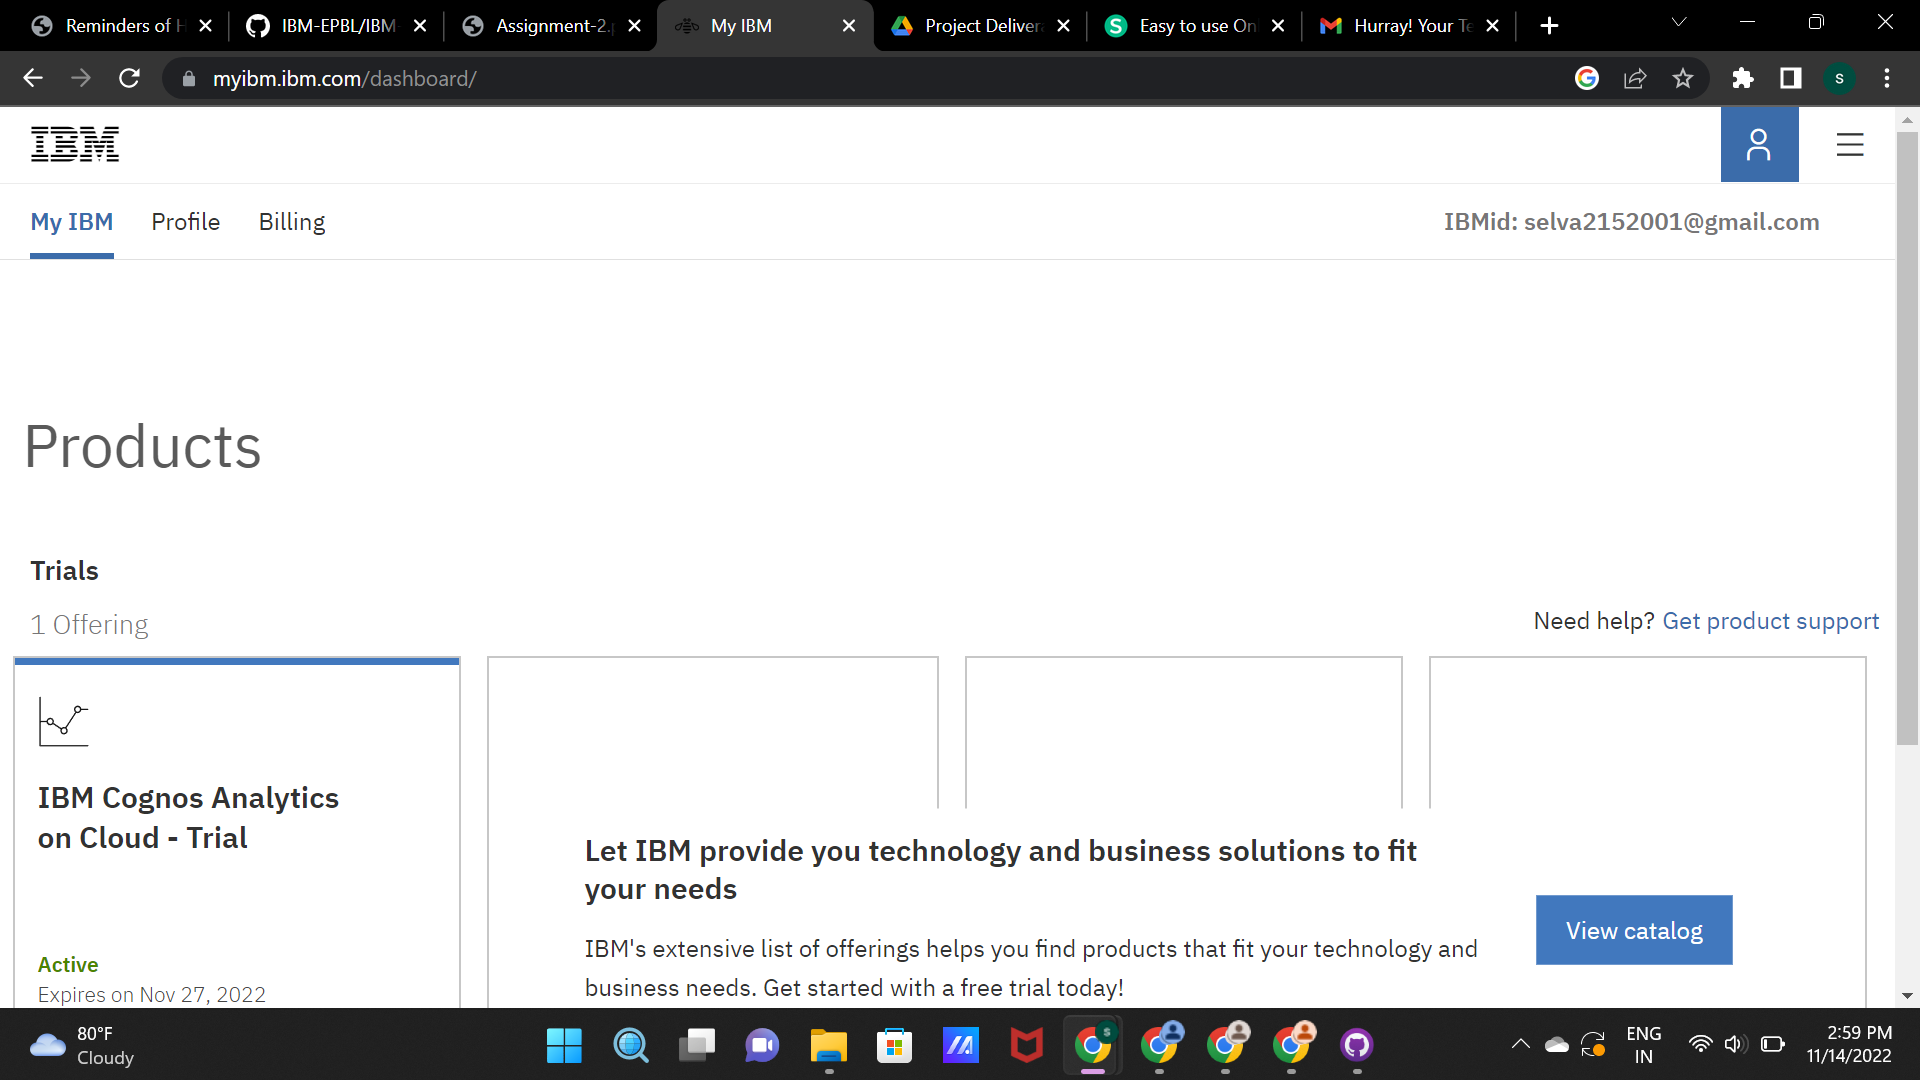 Reminders of H
IBM-EPBL/IBM
Assignment-2.
My IBM
Project Delivera
Easy to use On
Hurray! Your Te
myibm.ibm.com/dashboard/
S
IBM
My IBM
Profile
Billing
IBMid: selva2152001@gmail.com
Products
Trials
1 Offering
Need help? Get product support
IBM Cognos Analytics
on Cloud - Trial
Active
Expires on Nov 27, 2022
Let IBM provide you technology and business solutions to fit
your needs
IBM's extensive list of offerings helps you find products that fit your technology and
business needs. Get started with a free trial today!
View catalog
80°F
Cloudy
ENG
IN
2:59 PM
11/14/2022